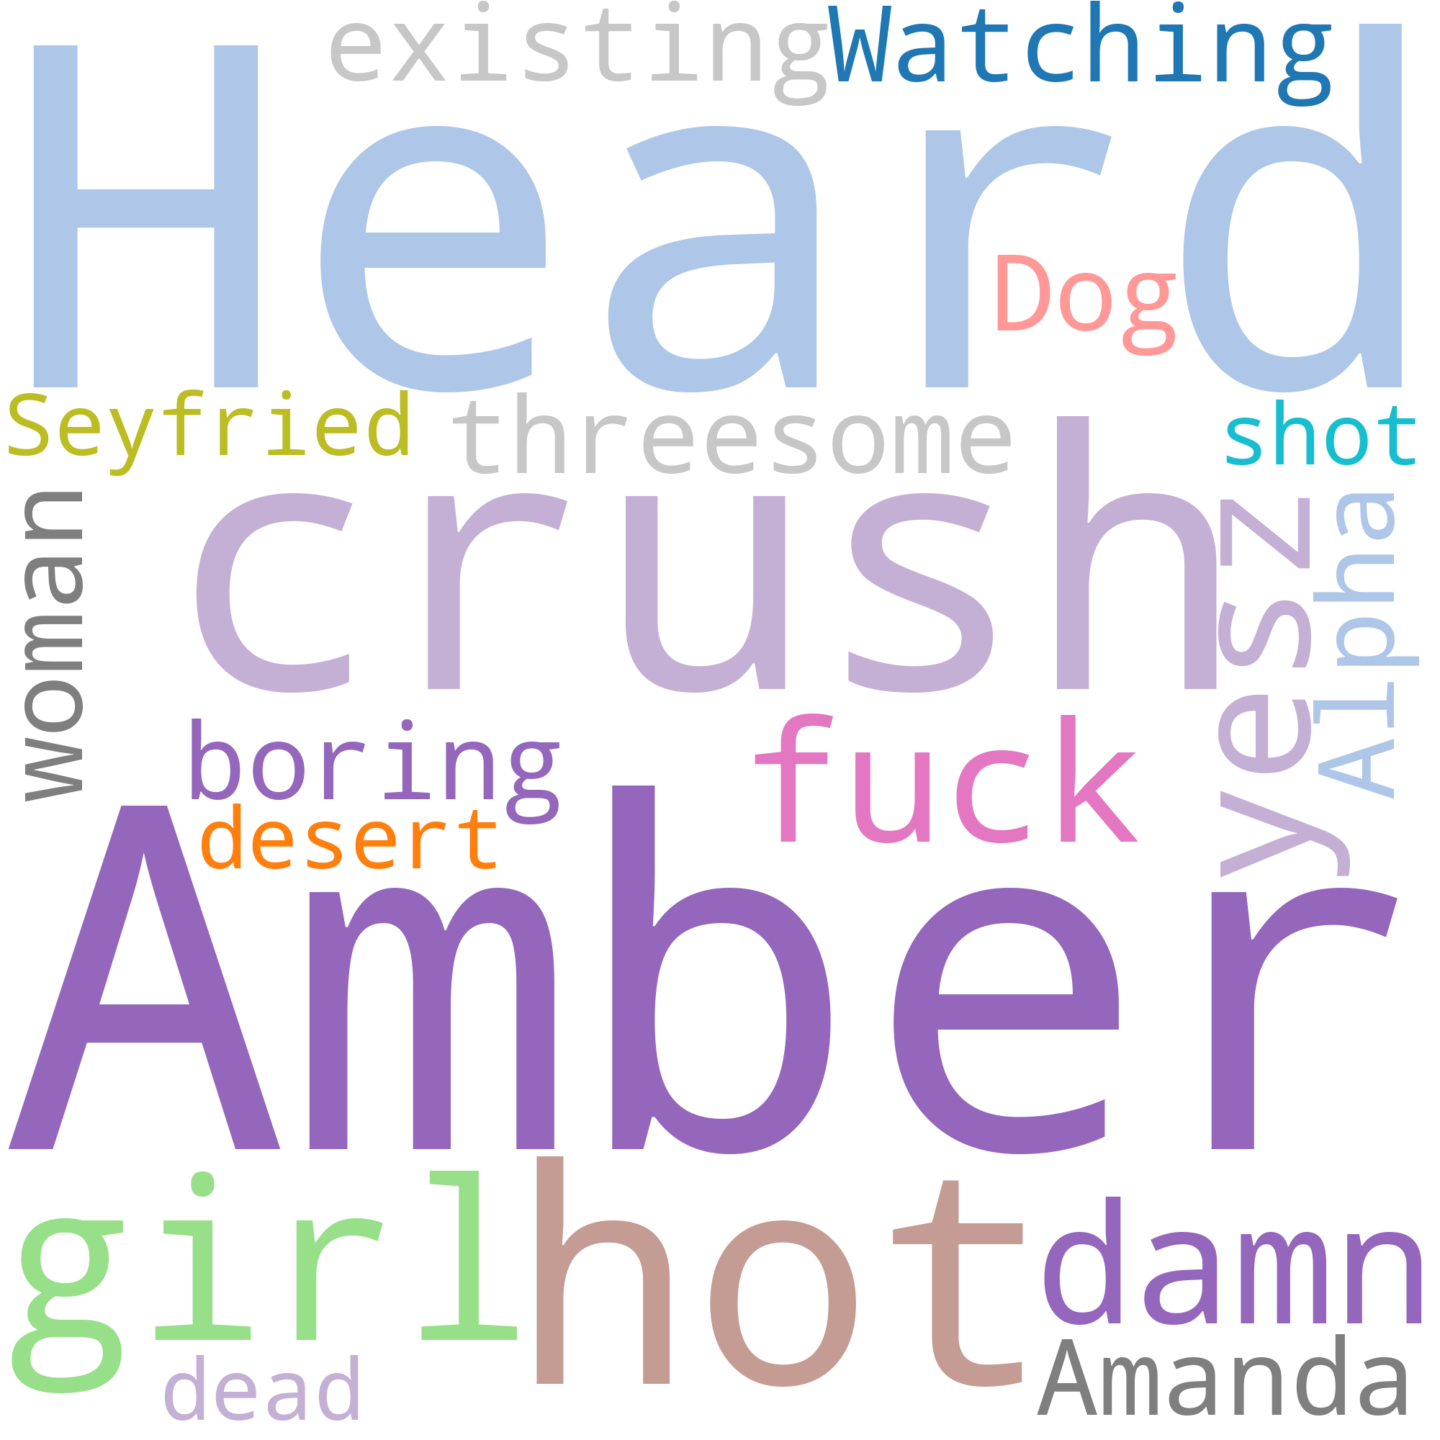 existing
Watching
Heard
Dog
Seyfried
threesome
shot
crush
woman
yesz
Alpha
boring
fuck
desert
Amber
girl
hot
damn
dead
Amanda